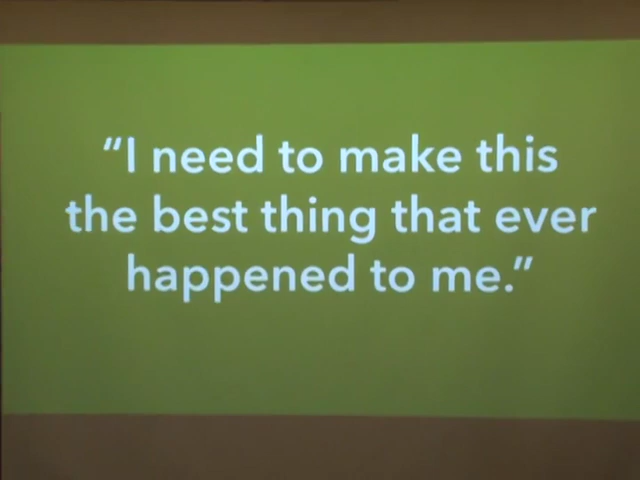 “I need to make this
the best thing that ever
happened to me.”